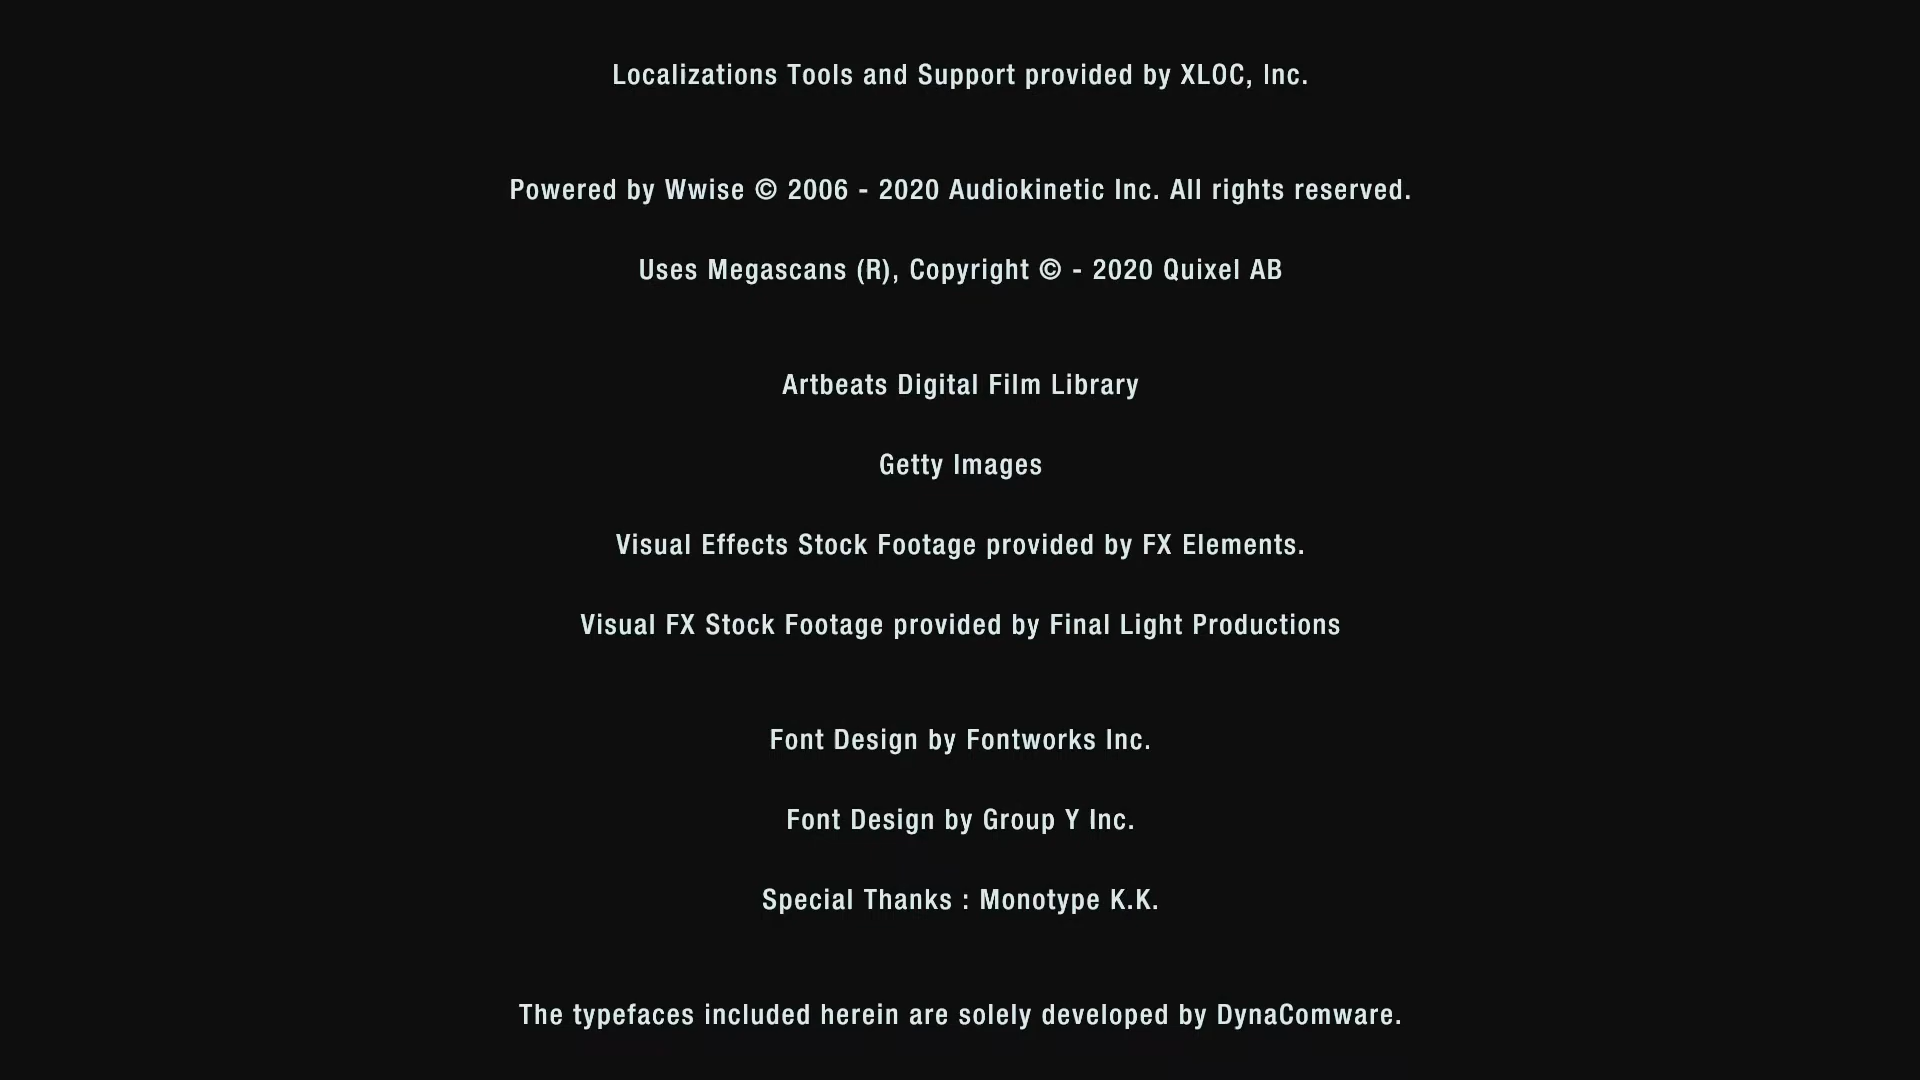 Localizations Tools and Support provided by XLOC, Inc.
Powered by Wwise © 2006 - 2020 Audiokinetic Inc. All rights reserved.
Uses Megascans (R), Copyright © - 2020 Quixel AB
Artbeats Digital Film Library
Getty Images
Visual Effects Stock Footage provided by FX Elements.
Visual FX Stock Footage provided by Final Light Productions
Font Design by Fontworks Inc.
Font Design by Group Y Inc.
Special Thanks : Monotype K.K.
The typefaces included herein are solely developed by DynaComware.